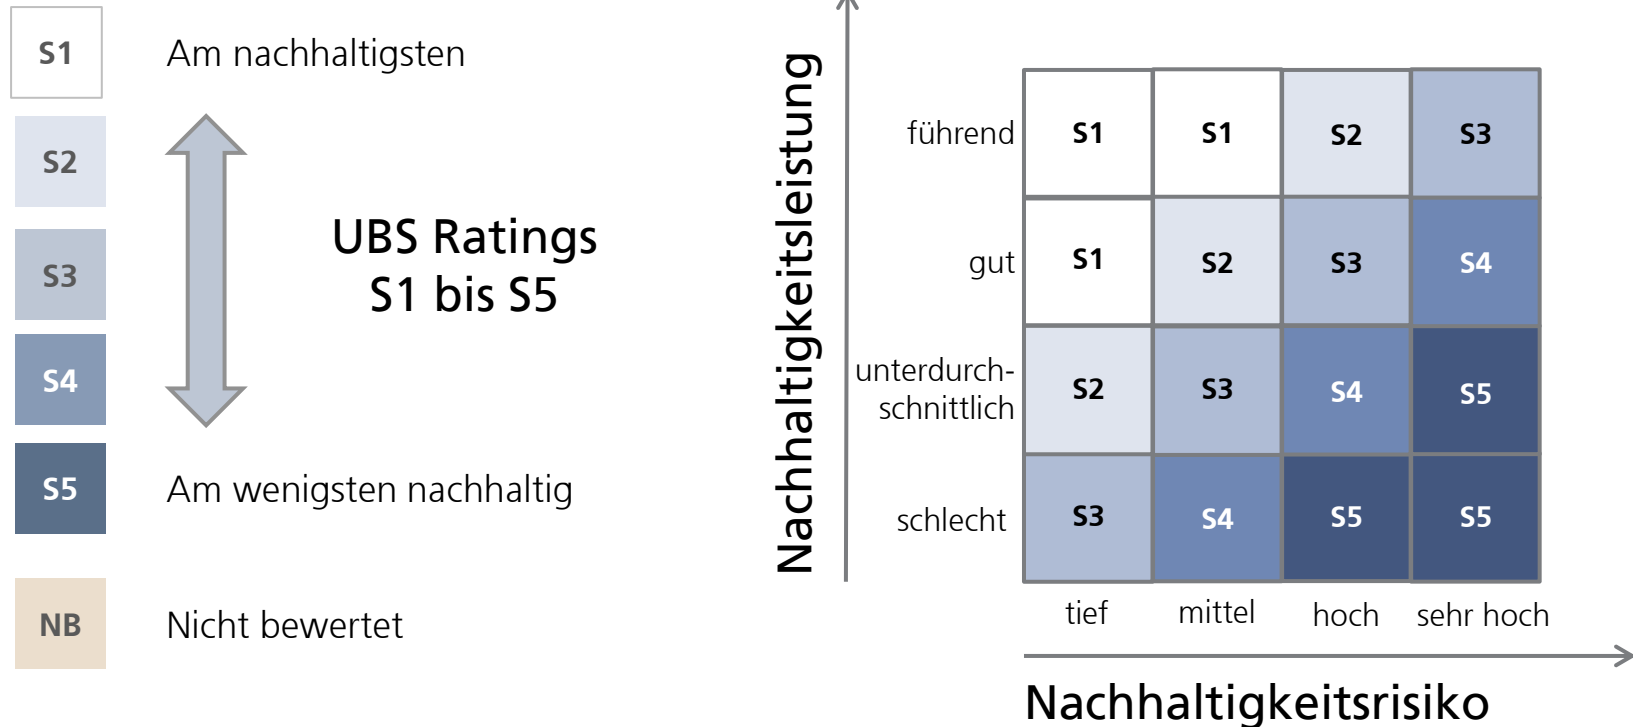 S1 Am nachhaltigsten
S2
S3
S4
S5 Am wenigsten nachhaltig
NB Nicht bewertet
UBS Ratings
S1 bis S5
Nachhaltigkeitsleistung
führend S1 S1 S2 S3
gut S1 S2 S3 S4
unterdurch-
schnittlich S2 S3 S4 S5
schlecht S3 S4 S5 S5
tief mittel hoch sehr hoch
Nachhaltigkeitsrisiko